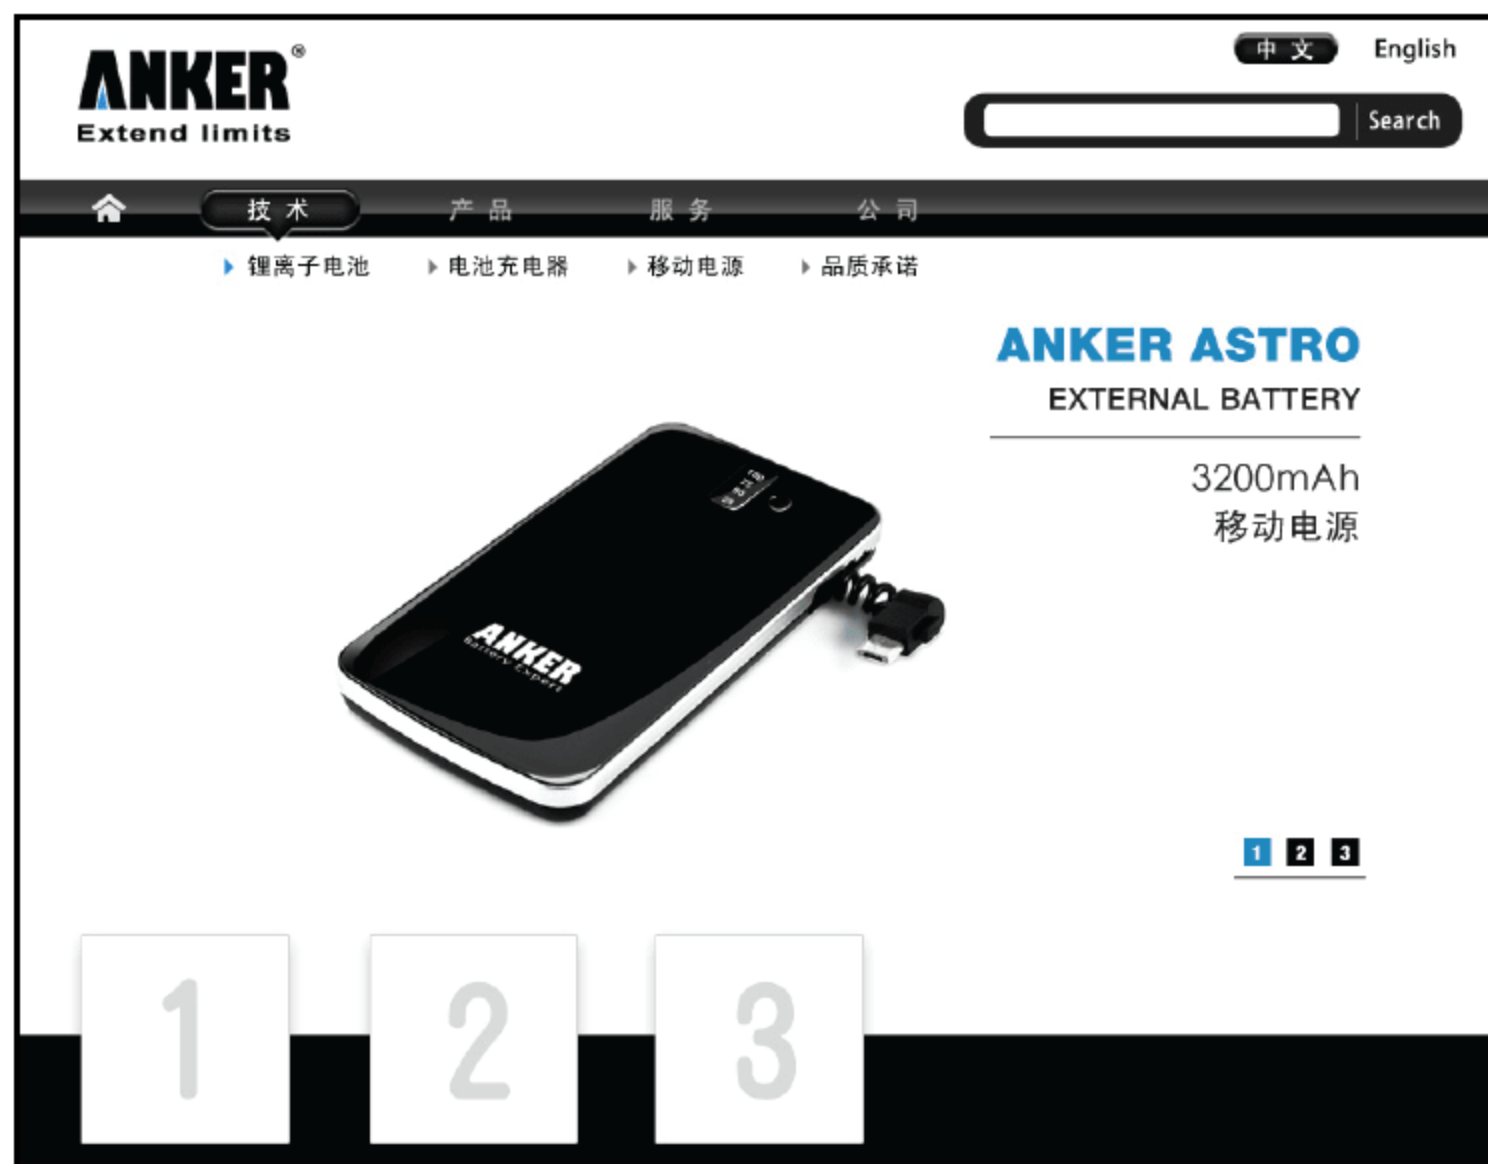 ANKER®
Extend limits
中文 English
Search
技术 产品 服务 公司
锂离子电池 电池充电器 移动电源 品质承诺
ANKER ASTRO
EXTERNAL BATTERY
3200mAh
移动电源
ANKER
Battery Expert
1 2 3
1 2 3